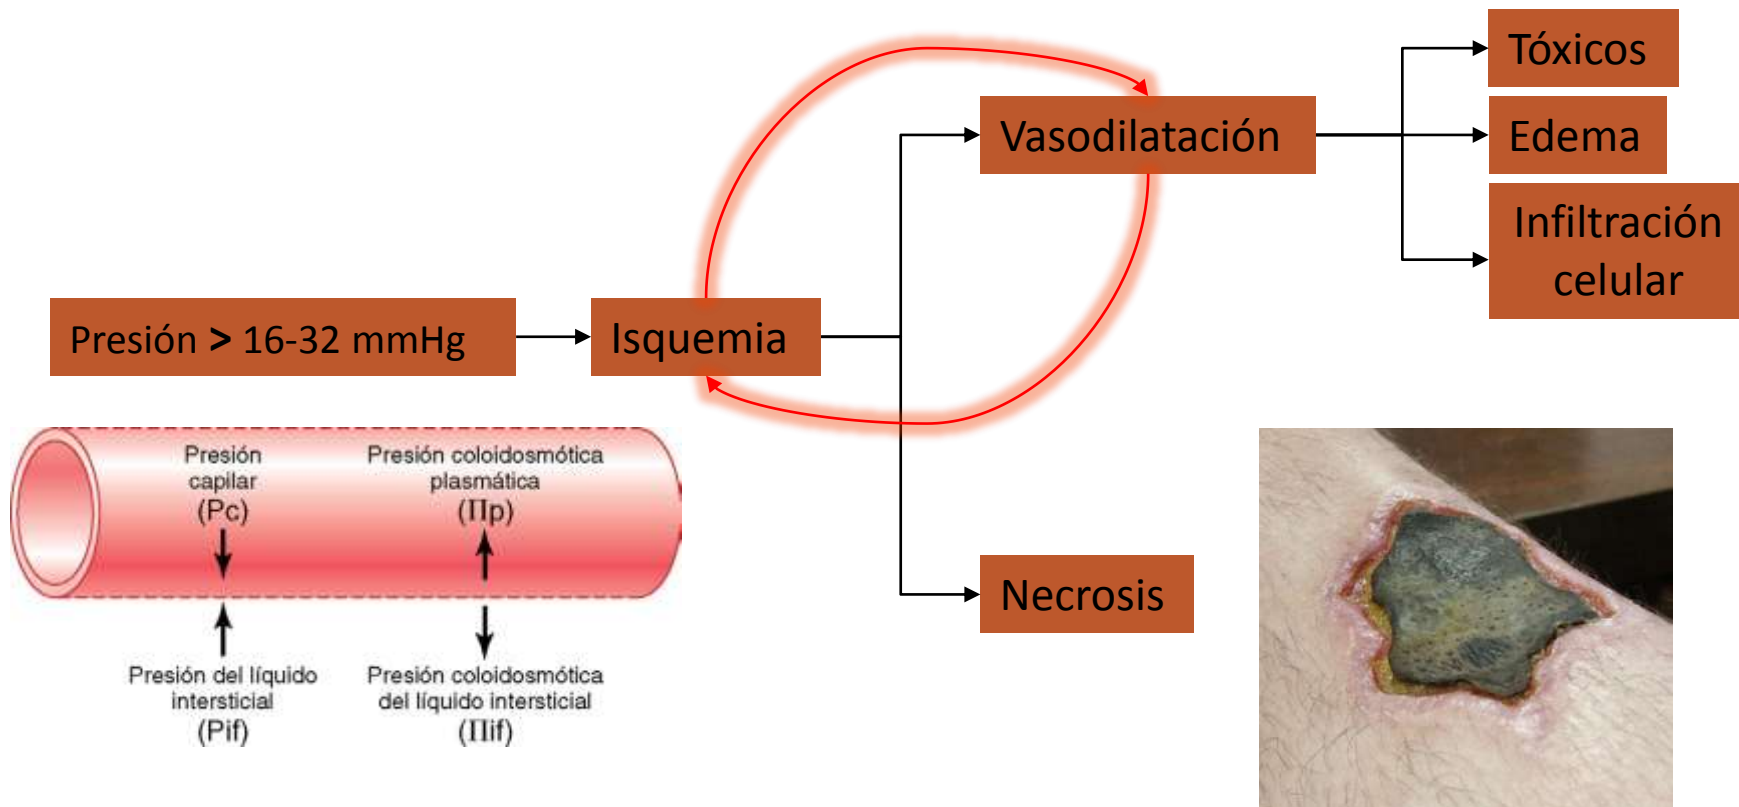 Tóxicos
Vasodilatación
Edema
Infiltración
celular
Presión > 16-32 mmHg
Isquemia
Necrosis
Presión
capilar
(Pc)
Presión coloidosmótica
plasmática
(Πp)
Presión del líquido
intersticial
(Pif)
Presión coloidosmótica
del líquido intersticial
(Πif)